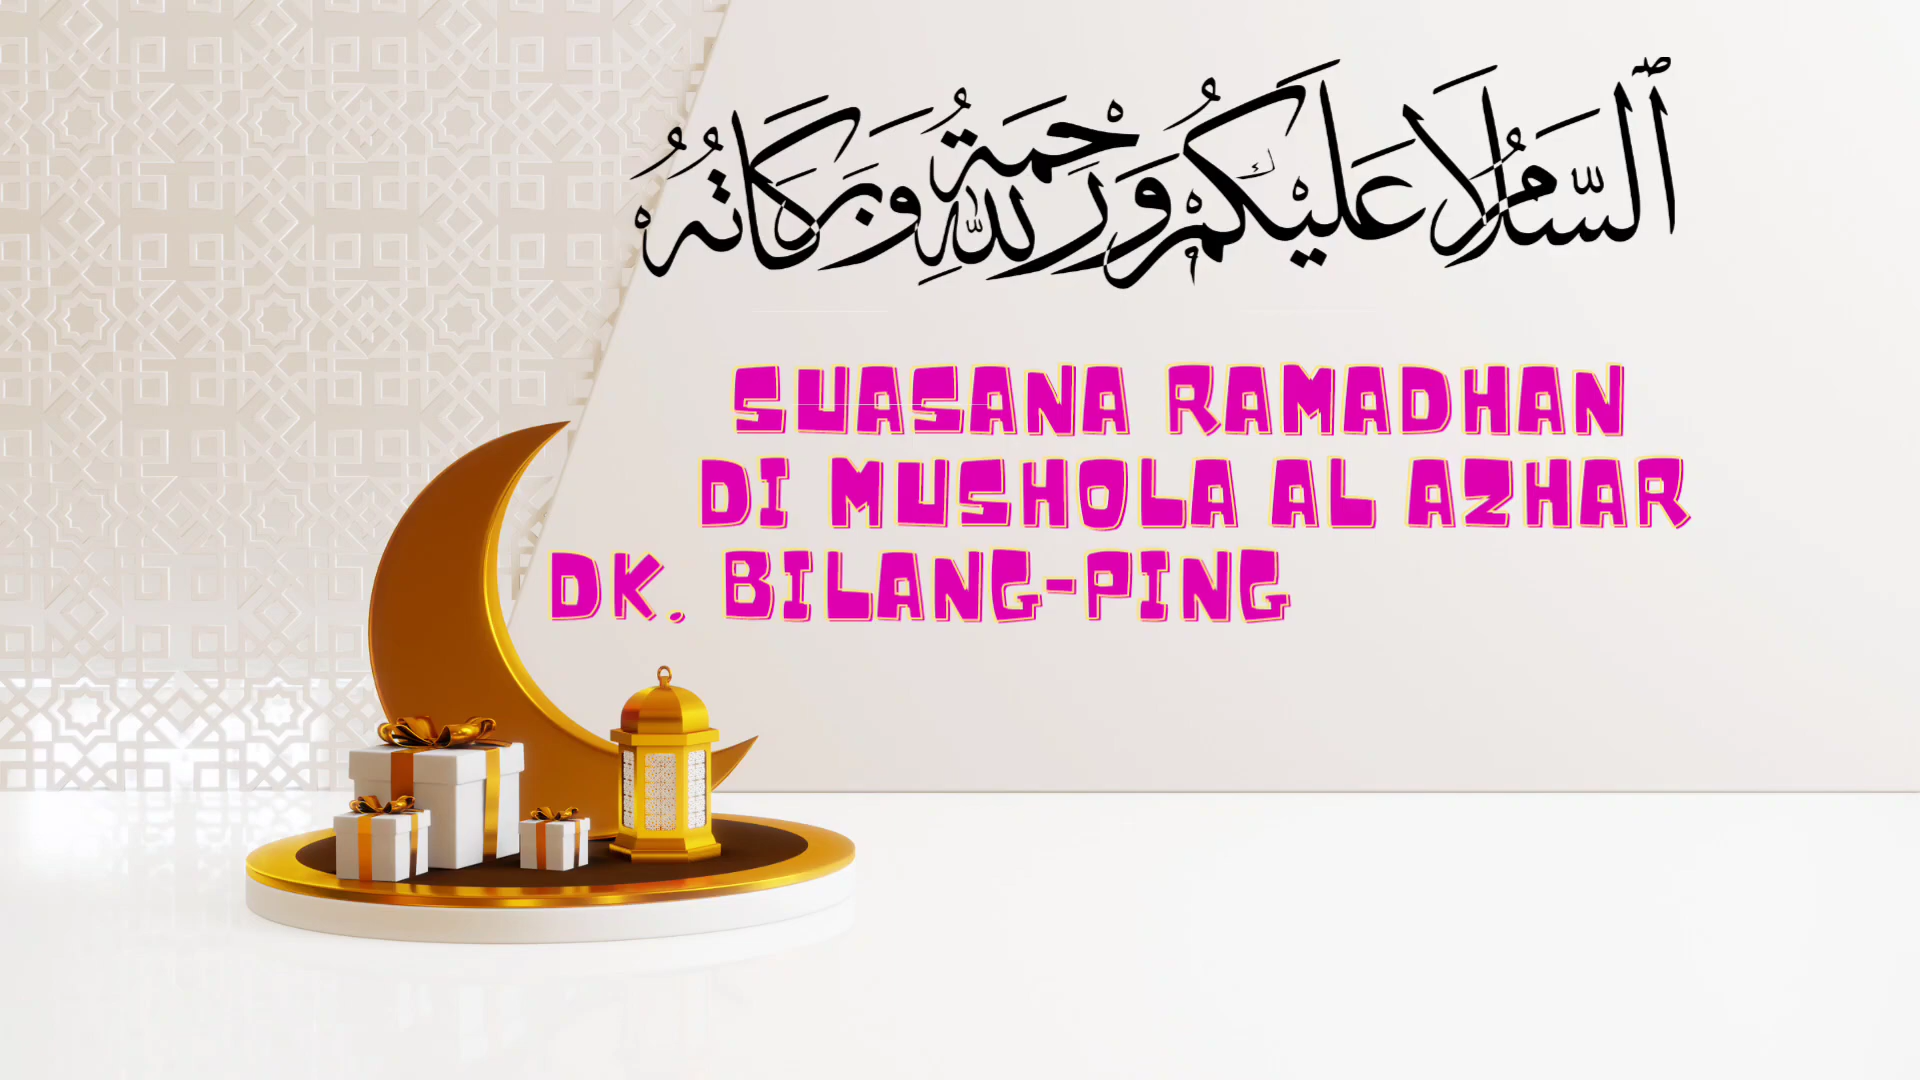 السلام عليكم ورحمة الله وبركاته
SUASANA RAMADHAN
DI MUSHOLA AL AZHAR
DK. BILANG-PING